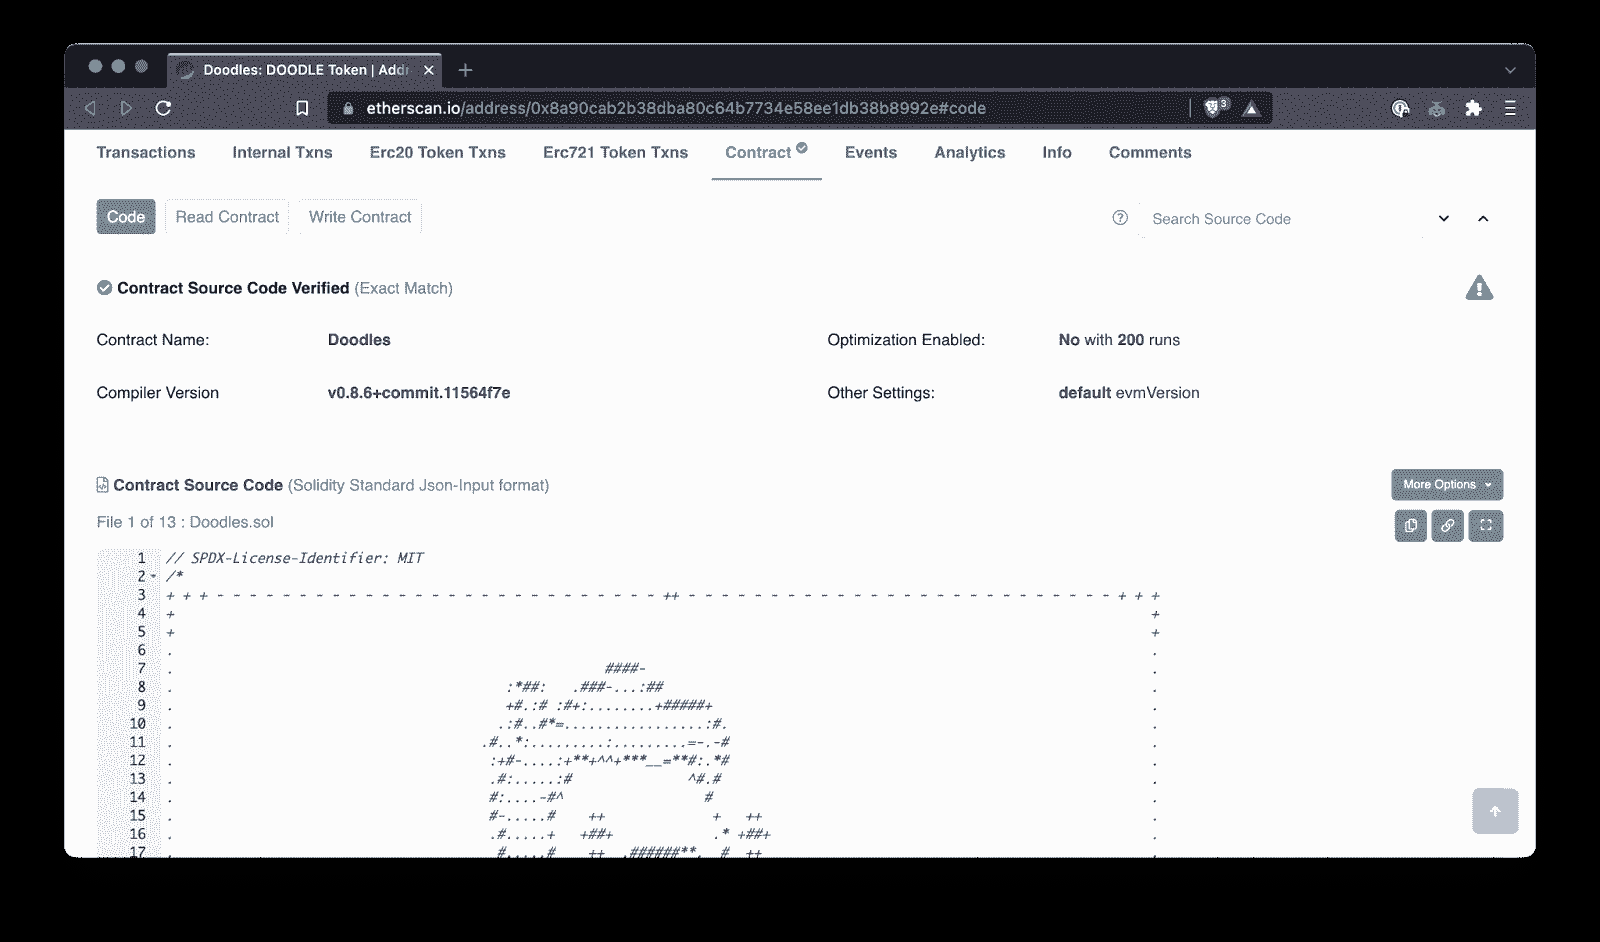 Doodles: DOODLE Token | Addr
etherscan.io/address/0x8a90cab2b38dba80c64b7734e58ee1db38b8992e#code
3
Transactions Internal Txns Erc20 Token Txns Erc721 Token Txns Contract Events Analytics Info Comments
Code Read Contract Write Contract Search Source Code
Contract Source Code Verified (Exact Match)
Contract Name: Doodles Optimization Enabled: No with 200 runs
Compiler Version v0.8.6+commit.11564f7e Other Settings: default evmVersion
Contract Source Code (Solidity Standard Json-Input format) More Options
File 1 of 13 : Doodles.sol
1 // SPDX-License-Identifier: MIT
2 /*
3 + + + - - - - - - - - - - - - - - - - - - - - - - - - - - - ++ - - - - - - - - - - - - - - - - - - - - - - - - - - + + +
4 + +
5 + +
6 . .
7 . ####- .
8 . :*##: .###-...:## .
9 . +#.:# :#+:........+#####+ .
10 . .:#..#*=.................:#. .
11 . .#..*:.........:.........=-.-# .
12 . :+#-....:+**+^^+***__=**#:.*# .
13 . .#:.....:# ^#.# .
14 . #:....-#^ # .
15 . #-.....# ++ + ++ .
16 . .#.....+ +##+ .* +##+ .
17 . #.....# ++ .######**. # ++ .